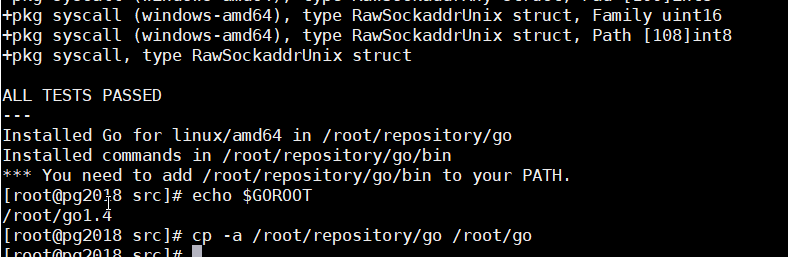 +pkg syscall (windows-amd64), type RawSockaddrUnix struct, Family uint16
+pkg syscall (windows-amd64), type RawSockaddrUnix struct, Path [108]int8
+pkg syscall, type RawSockaddrUnix struct
ALL TESTS PASSED
---
Installed Go for linux/amd64 in /root/repository/go
Installed commands in /root/repository/go/bin
*** You need to add /root/repository/go/bin to your PATH.
[root@pg2018 src]# echo $GOROOT
/root/go1.4
[root@pg2018 src]# cp -a /root/repository/go /root/go
[root@pg2018 src]#